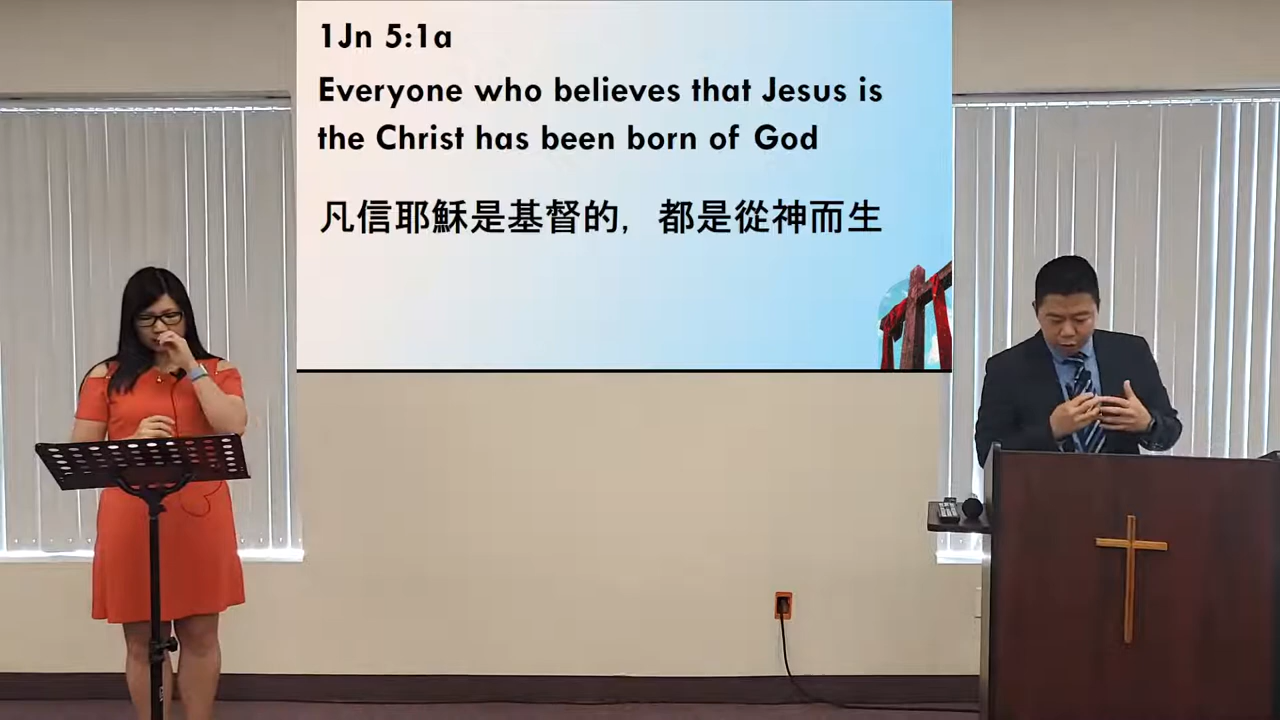 1Jn 5:1a
Everyone who believes that Jesus is
the Christ has been born of God
凡信耶穌是基督的, 都是從神而生